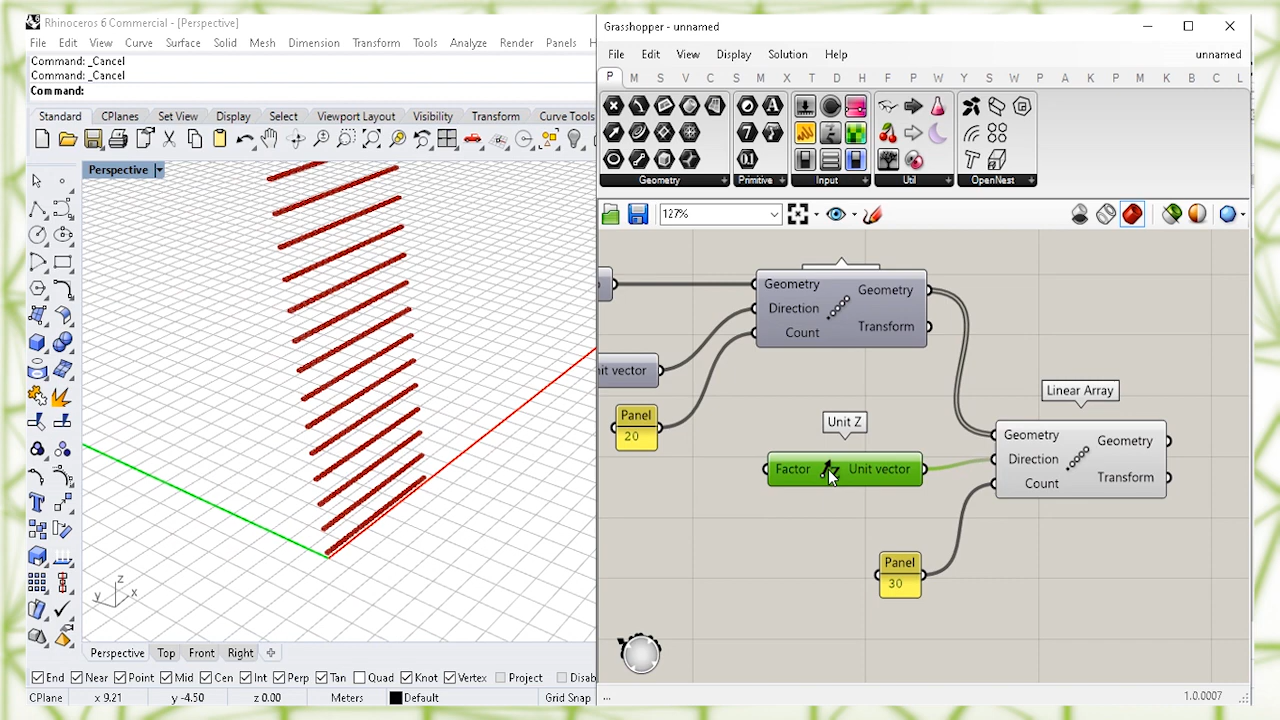 Rhinoceros 6 Commercial - [Perspective]
File Edit View Curve Surface Solid Mesh Dimension Transform Tools Analyze Render Panels H
Command: _Cancel
Command: _Cancel
Command:
Standard CPlanes Set View Display Select Viewport Layout Visibility Transform Curve Tools
Perspective
z
y x
Perspective Top Front Right
End Near Point Mid Cen Int Perp Tan Quad Knot Vertex Project Disab
CPlane x 9.21 y -4.50 z 0.00 Meters Default Grid Snap
Grasshopper - unnamed
File Edit View Display Solution Help unnamed
P M S V C S M X T D H F P W Y S W P A K P M K B C L
Geometry Primitive Input Util OpenNest
127%
Geometry
Direction
Count
Geometry
Transform
nit vector
Panel
20
Unit Z
Factor Unit vector
Linear Array
Geometry
Direction
Count
Geometry
Transform
Panel
30
... 1.0.0007